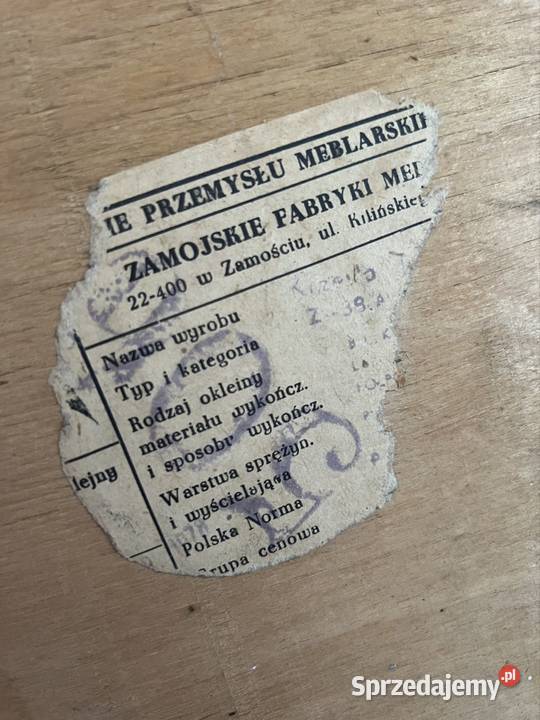 IE PRZEMYSŁU MEBLARSKI
ZAMOJSKIE FABRYKI MEB
22-400 w Zamościu, ul. Kilińskieg
Nazwa wyrobu
Typ i kategoria
Rodzaj okleiny
materiału wykończ.
i sposobu wykończ.
Warstwa sprężyn.
i wyściełająca
lejny
Polska Norma
Grupa cenowa
Sprzedajemy.pl